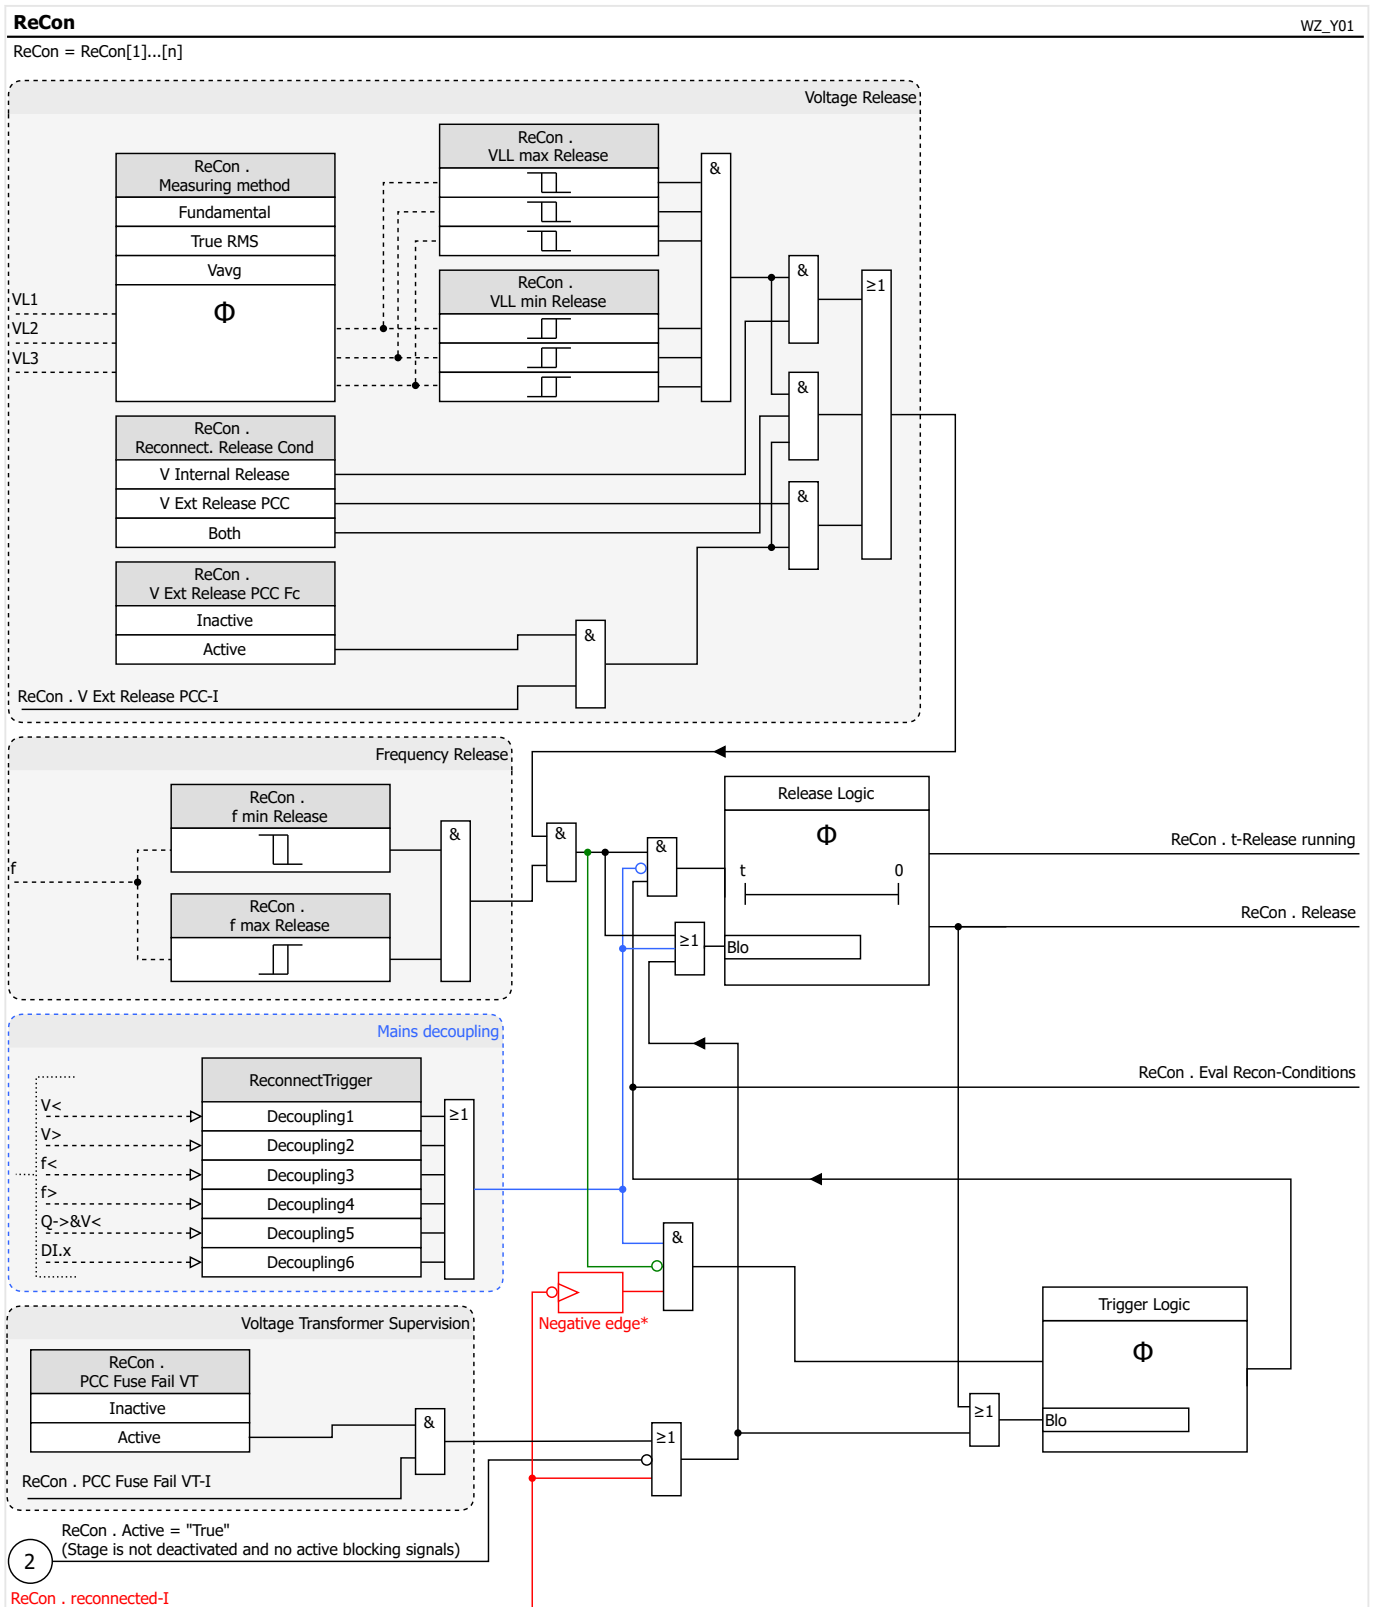 ReCon
WZ_Y01
ReCon = ReCon[1]...[n]
Voltage Release
ReCon .
VLL max Release
&
ReCon .
Measuring method
Fundamental
True RMS
Vavg
Φ
VL1
VL2
VL3
ReCon .
VLL min Release
&
≥1
&
ReCon .
Reconnect. Release Cond
V Internal Release
V Ext Release PCC
Both
&
ReCon .
V Ext Release PCC Fc
Inactive
Active
&
ReCon . V Ext Release PCC-I
Frequency Release
ReCon .
f min Release
f
ReCon .
f max Release
&
&
&
≥1
Release Logic
Φ
t
0
Blo
ReCon . t-Release running
ReCon . Release
Mains decoupling
ReconnectTrigger
V<
Decoupling1
V>
Decoupling2
f<
Decoupling3
f>
Decoupling4
Q->&V<
Decoupling5
DI.x
Decoupling6
≥1
ReCon . Eval Recon-Conditions
&
Negative edge*
Trigger Logic
Φ
Blo
≥1
Voltage Transformer Supervision
ReCon .
PCC Fuse Fail VT
Inactive
Active
&
≥1
ReCon . PCC Fuse Fail VT-I
ReCon . Active = "True"
(Stage is not deactivated and no active blocking signals)
2
ReCon . reconnected-I